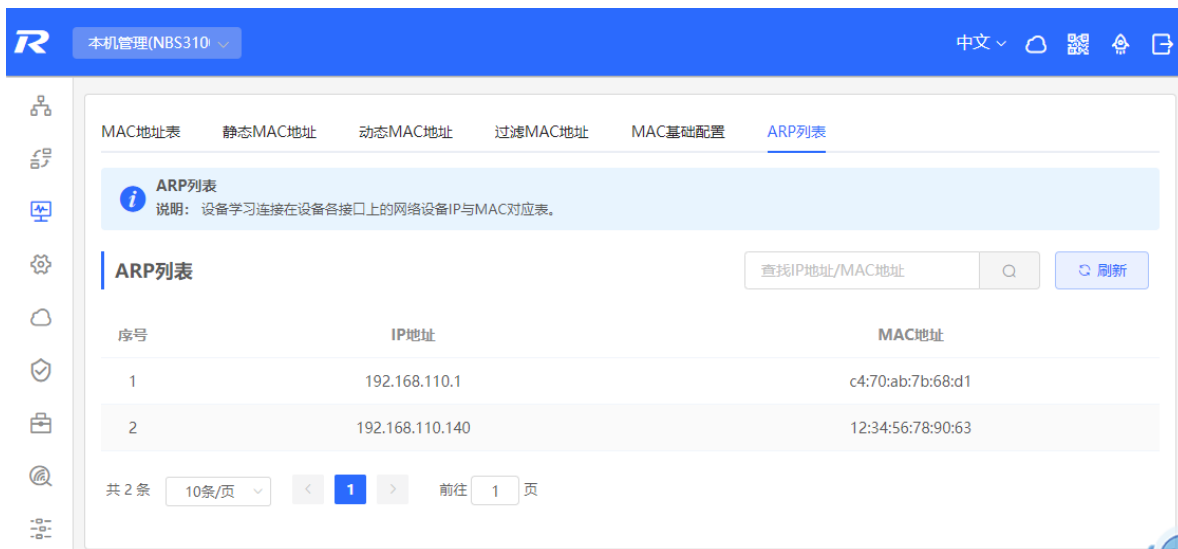 本机管理(NBS310
中文
MAC地址表 静态MAC地址 动态MAC地址 过滤MAC地址 MAC基础配置 ARP列表
ARP列表
说明： 设备学习连接在设备各接口上的网络设备IP与MAC对应表。
ARP列表 查找IP地址/MAC地址 刷新
序号 IP地址 MAC地址
1 192.168.110.1 c4:70:ab:7b:68:d1
2 192.168.110.140 12:34:56:78:90:63
共 2 条 10条/页 1 前往 1 页